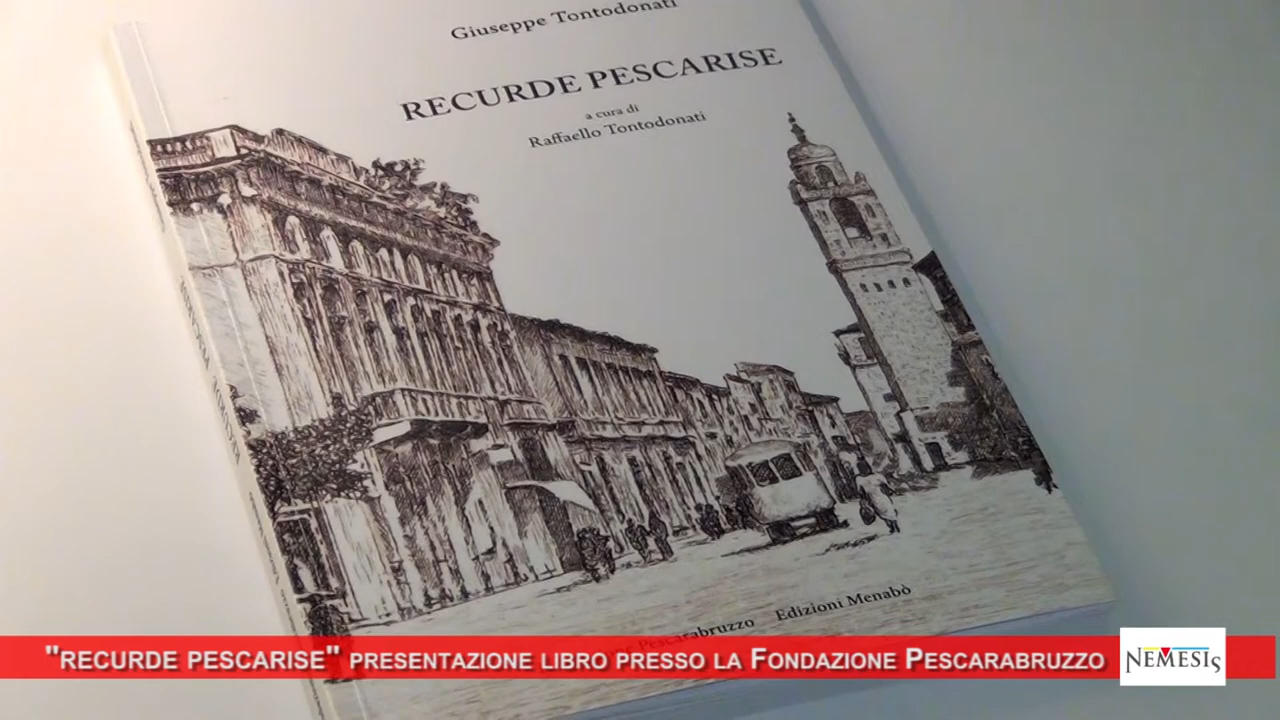 Giuseppe Tontodonati
RECURDE PESCARISE
a cura di
Raffaello Tontodonati
Pescarabruzzo Edizioni Menabò
"RECURDE PESCARISE" PRESENTAZIONE LIBRO PRESSO LA FONDAZIONE PESCARABRUZZO
NEMESIS